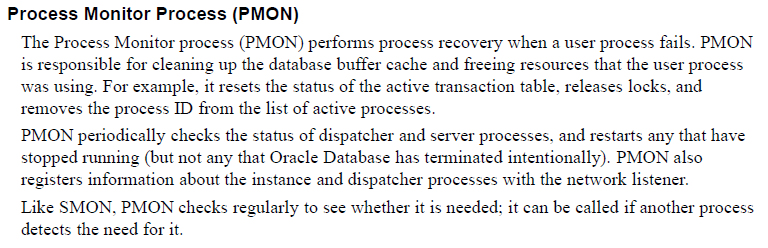 Process Monitor Process (PMON)
The Process Monitor process (PMON) performs process recovery when a user process fails. PMON
is responsible for cleaning up the database buffer cache and freeing resources that the user process
was using. For example, it resets the status of the active transaction table, releases locks, and
removes the process ID from the list of active processes.
PMON periodically checks the status of dispatcher and server processes, and restarts any that have
stopped running (but not any that Oracle Database has terminated intentionally). PMON also
registers information about the instance and dispatcher processes with the network listener.
Like SMON, PMON checks regularly to see whether it is needed; it can be called if another process
detects the need for it.